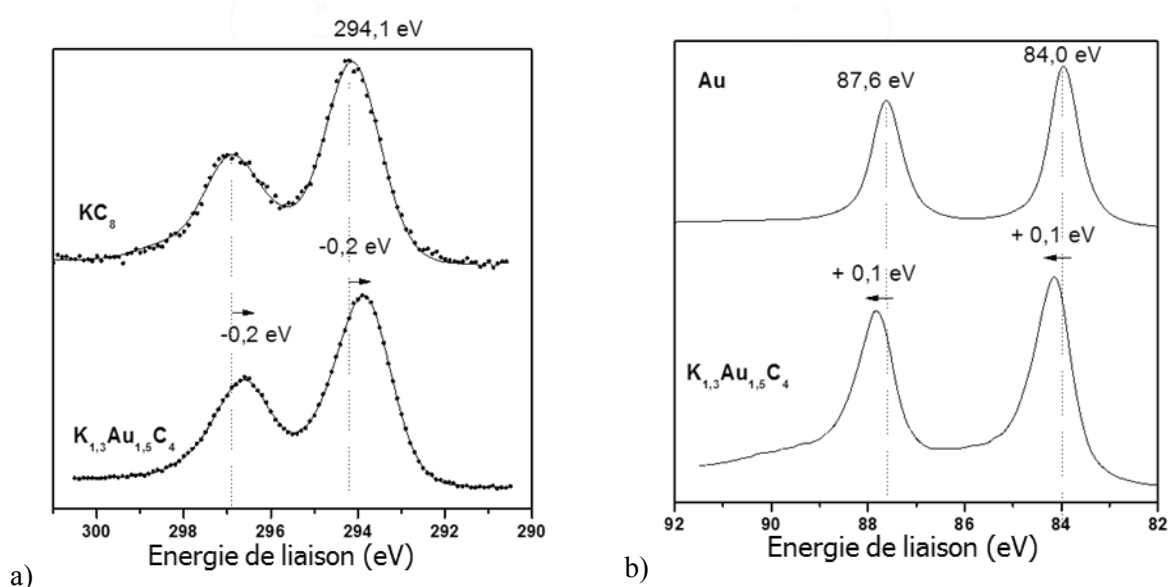 294,1 eV
KC₈
-0,2 eV
-0,2 eV
K₁,₃Au₁,₅C₄
300 298 296 294 292 290
Energie de liaison (eV)
a)
84,0 eV
87,6 eV
Au
+ 0,1 eV
+ 0,1 eV
K₁,₃Au₁,₅C₄
92 90 88 86 84 82
Energie de liaison (eV)
b)